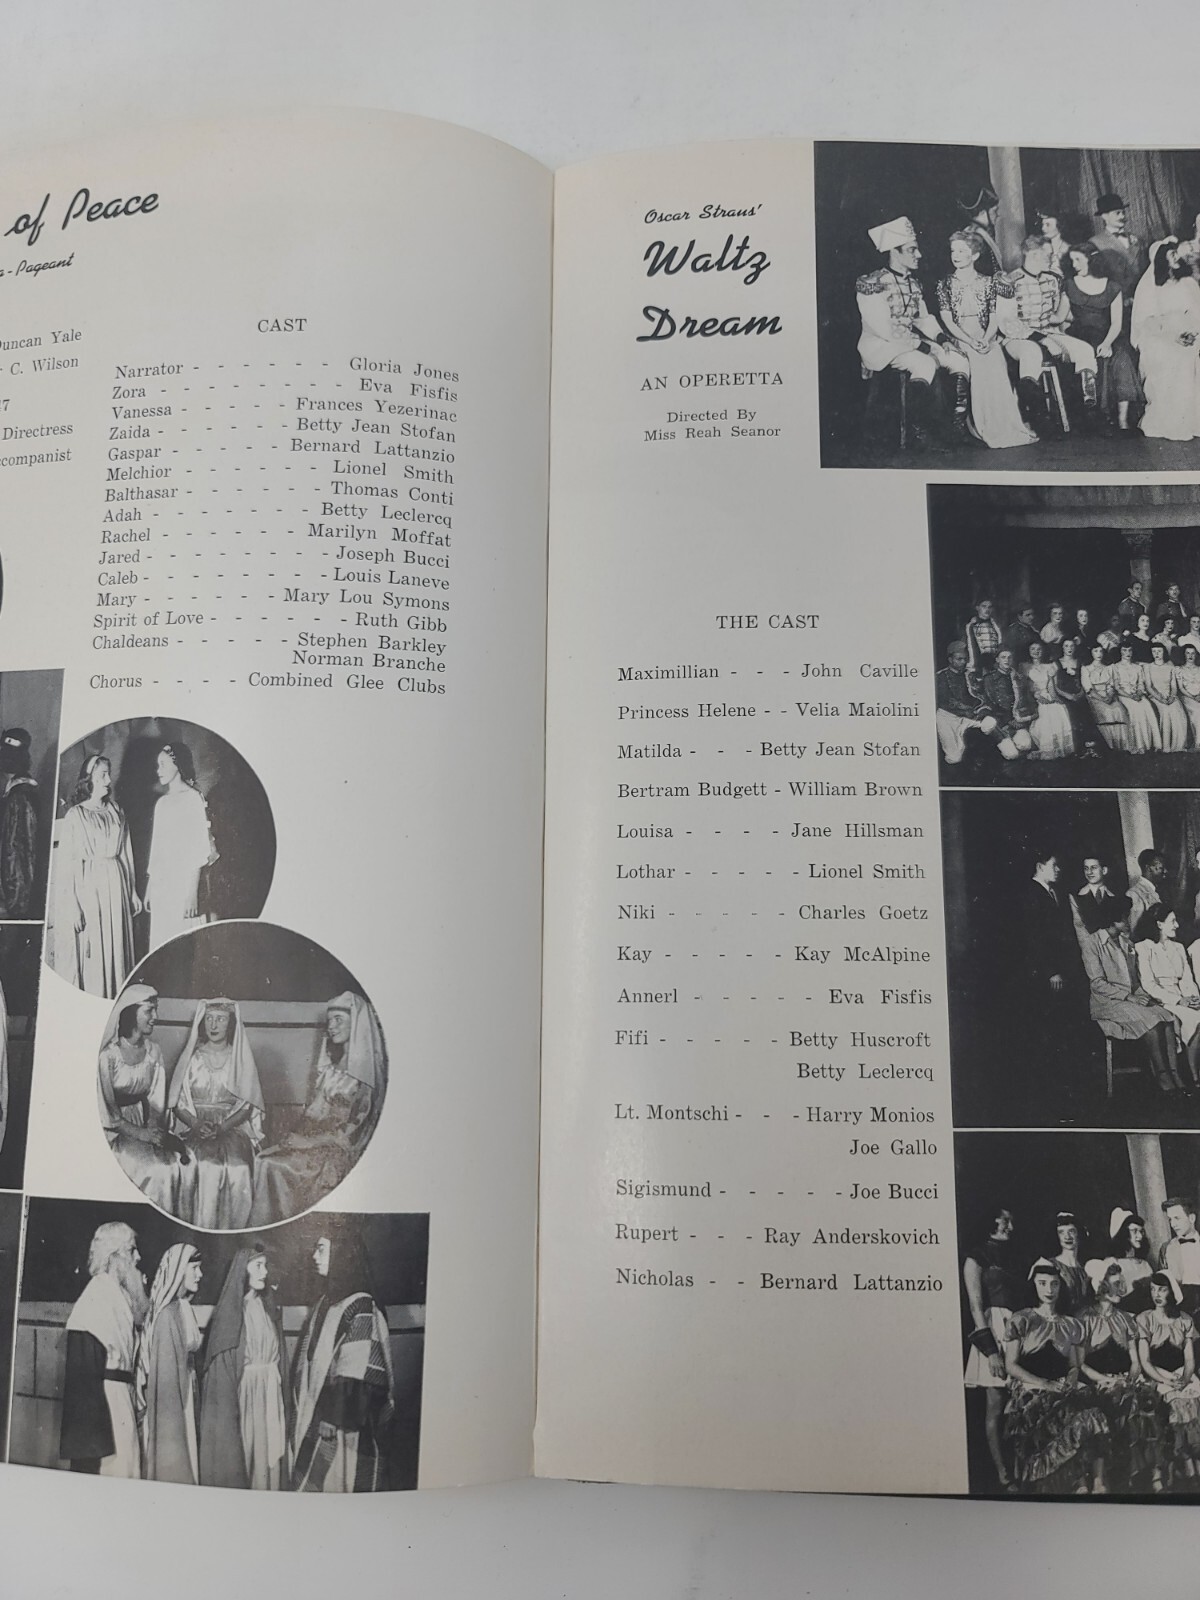 of Peace
- Pageant
Duncan Yale
C. Wilson
Directress
CAST
Narrator - - - - - - Gloria Jones
Zora - - - - - - - - Eva Fisfis
Vanessa - - - - - Frances Yezerinac
Zaida - - - - - - Betty Jean Stofan
Gaspar - - - - - Bernard Lattanzio
Melchior - - - - - - Lionel Smith
Balthasar - - - - - - Thomas Conti
Adah - - - - - - - Betty Leclercq
Rachel - - - - - - Marilyn Moffat
Jared - - - - - - - - Joseph Bucci
Caleb - - - - - - - - Louis Laneve
Mary - - - - - - Mary Lou Symons
Spirit of Love - - - - - - Ruth Gibb
Chaldeans - - - - - Stephen Barkley
Norman Branche
Chorus - - - - Combined Glee Clubs
Oscar Straus'
Waltz
Dream
AN OPERETTA
Directed By
Miss Reah Seanor
THE CAST
Maximillian - - - John Caville
Princess Helene - - Velia Maiolini
Matilda - - - Betty Jean Stofan
Bertram Budgett - William Brown
Louisa - - - - Jane Hillsman
Lothar - - - - - Lionel Smith
Niki - - - - - Charles Goetz
Kay - - - - - Kay McAlpine
Annerl - - - - - Eva Fisfis
Fifi - - - - - Betty Huscroft
Betty Leclercq
Lt. Montschi - - - Harry Monios
Joe Gallo
Sigismund - - - - - Joe Bucci
Rupert - - - Ray Anderskovich
Nicholas - - Bernard Lattanzio